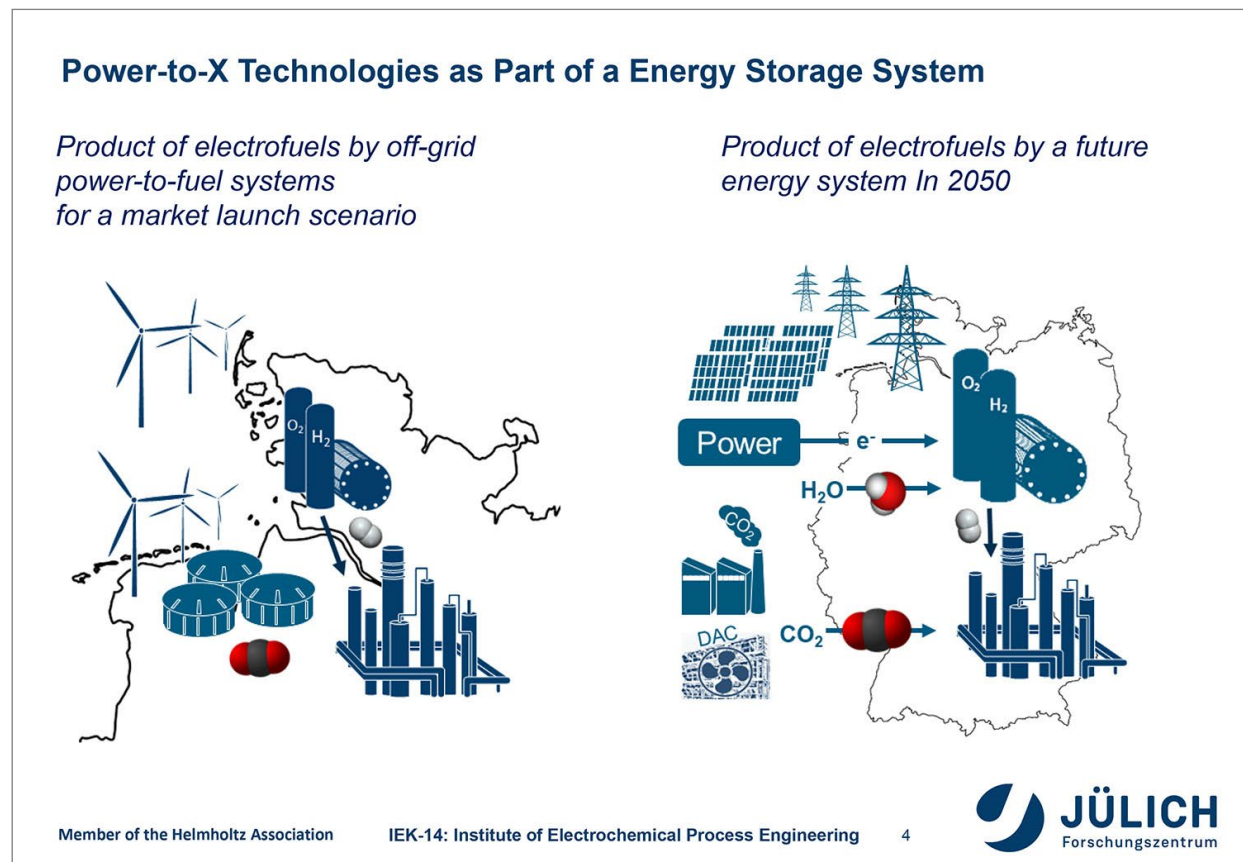 Power-to-X Technologies as Part of a Energy Storage System
Product of electrofuels by off-grid
power-to-fuel systems
for a market launch scenario
O₂
H₂
Product of electrofuels by a future
energy system In 2050
O₂
H₂
Power
e⁻
H₂O
CO₂
DAC
CO₂
Member of the Helmholtz Association
IEK-14: Institute of Electrochemical Process Engineering
4
JÜLICH
Forschungszentrum